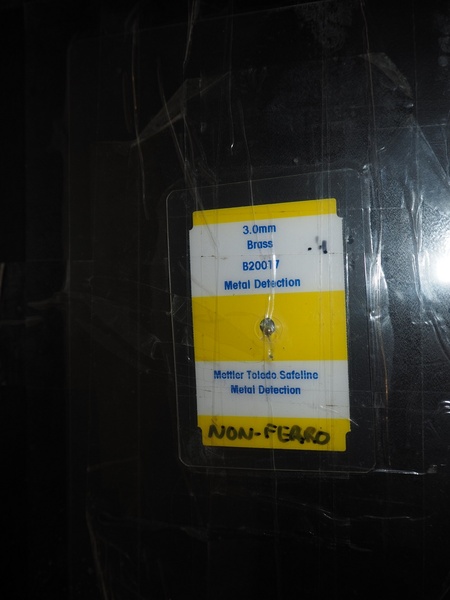 3.0mm
Brass
B20017
Metal Detection
Mettler Toledo Safeline
Metal Detection
NON-FERRO